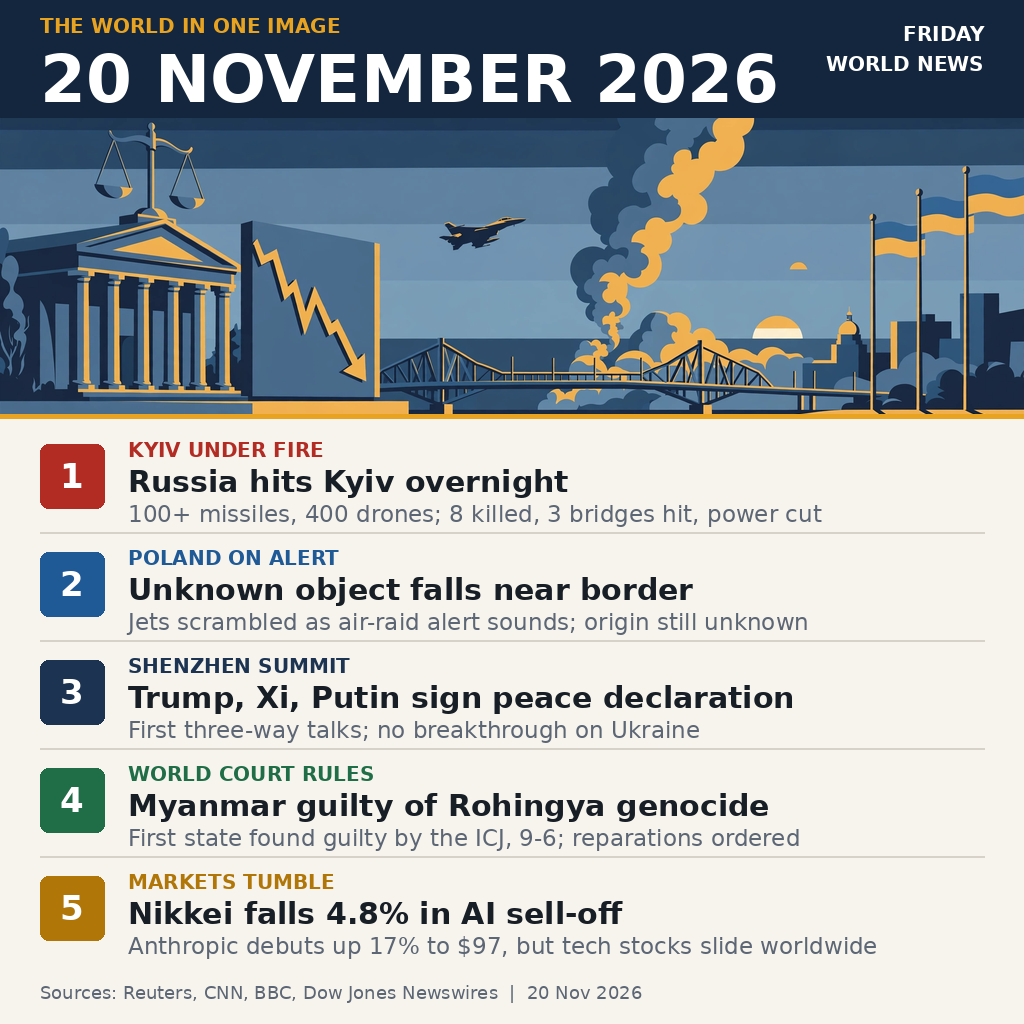 THE WORLD IN ONE IMAGE
20 NOVEMBER 2026
FRIDAY
WORLD NEWS
1
KYIV UNDER FIRE
Russia hits Kyiv overnight
100+ missiles, 400 drones; 8 killed, 3 bridges hit, power cut
2
POLAND ON ALERT
Unknown object falls near border
Jets scrambled as air-raid alert sounds; origin still unknown
3
SHENZHEN SUMMIT
Trump, Xi, Putin sign peace declaration
First three-way talks; no breakthrough on Ukraine
4
WORLD COURT RULES
Myanmar guilty of Rohingya genocide
First state found guilty by the ICJ, 9-6; reparations ordered
5
MARKETS TUMBLE
Nikkei falls 4.8% in AI sell-off
Anthropic debuts up 17% to $97, but tech stocks slide worldwide
Sources: Reuters, CNN, BBC, Dow Jones Newswires | 20 Nov 2026